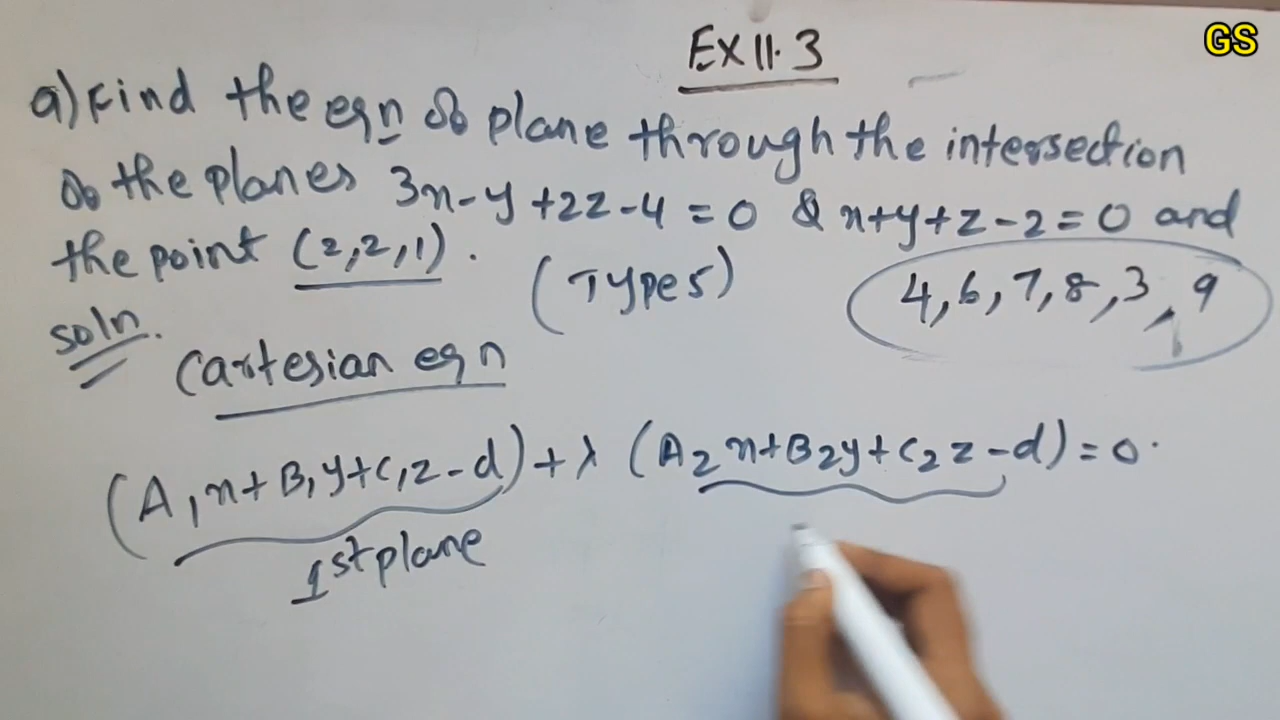 EX 11.3
GS
9) Find the eqn of plane through the intersection
of the planes 3x-y+2z-4=0 & x+y+z-2=0 and
the point (2,2,1).
(Type 5)
4,6,7,8,3,9
soln.
Cartesian eqn
(A₁x+B₁y+C₁z-d)+λ(A₂x+B₂y+C₂z-d)=0.
1st plane